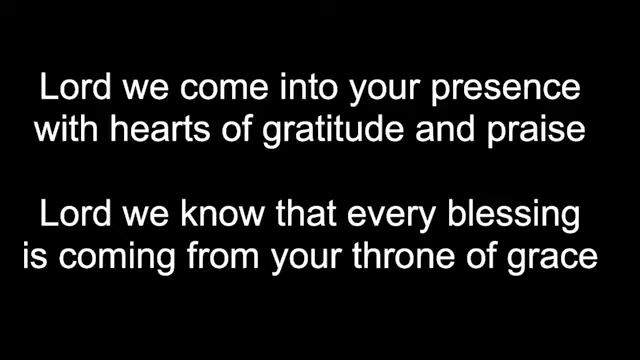 Lord we come into your presence
with hearts of gratitude and praise
Lord we know that every blessing
is coming from your throne of grace